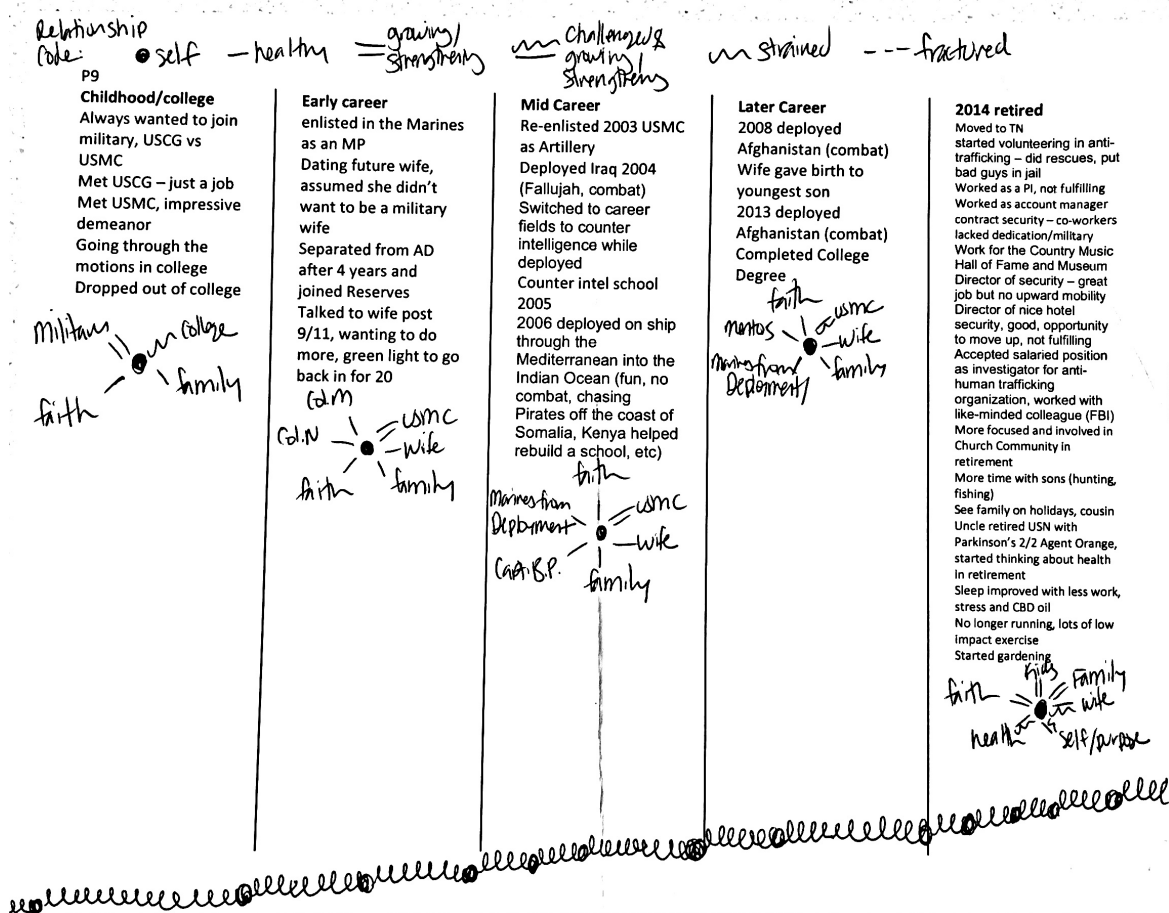 Relationship
Code: self healthy growing/
strengthening challenged &
growing/
strengthening strained fractured
P9
Childhood/college
Always wanted to join
military, USCG vs
USMC
Met USCG – just a job
Met USMC, impressive
demeanor
Going through the
motions in college
Dropped out of college
military
college
family
faith
Early career
enlisted in the Marines
as an MP
Dating future wife,
assumed she didn't
want to be a military
wife
Separated from AD
after 4 years and
joined Reserves
Talked to wife post
9/11, wanting to do
more, green light to go
back in for 20
Col.M
USMC
Col.N
wife
faith
family
Mid Career
Re-enlisted 2003 USMC
as Artillery
Deployed Iraq 2004
(Fallujah, combat)
Switched to career
fields to counter
intelligence while
deployed
Counter intel school
2005
2006 deployed on ship
through the
Mediterranean into the
Indian Ocean (fun, no
combat, chasing
Pirates off the coast of
Somalia, Kenya helped
rebuild a school, etc)
faith
Marines from
Deployment
USMC
wife
Capt. B.P.
family
Later Career
2008 deployed
Afghanistan (combat)
Wife gave birth to
youngest son
2013 deployed
Afghanistan (combat)
Completed College
Degree
faith
USMC
mentos
wife
Marines from
Deployment/
family
2014 retired
Moved to TN
started volunteering in anti-
trafficking – did rescues, put
bad guys in jail
Worked as a PI, not fulfilling
Worked as account manager
contract security – co-workers
lacked dedication/military
Work for the Country Music
Hall of Fame and Museum
Director of security – great
job but no upward mobility
Director of nice hotel
security, good, opportunity
to move up, not fulfilling
Accepted salaried position
as investigator for anti-
human trafficking
organization, worked with
like-minded colleague (FBI)
More focused and involved in
Church Community in
retirement
More time with sons (hunting,
fishing)
See family on holidays, cousin
Uncle retired USN with
Parkinson's 2/2 Agent Orange,
started thinking about health
in retirement
Sleep improved with less work,
stress and CBD oil
No longer running, lots of low
impact exercise
Started gardening
Kids
faith
Family
wife
health
self/purpose